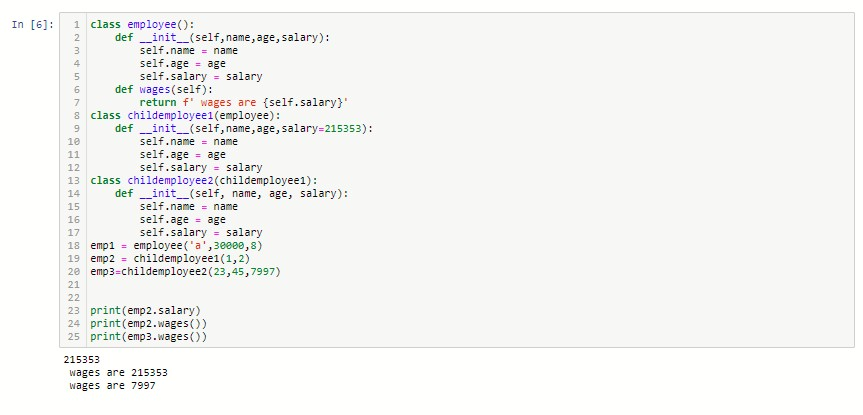 In [6]:
1 class employee():
2     def __init__(self,name,age,salary):
3         self.name = name
4         self.age = age
5         self.salary = salary
6     def wages(self):
7         return f' wages are {self.salary}'
8 class childemployee1(employee):
9     def __init__(self,name,age,salary=215353):
10         self.name = name
11         self.age = age
12         self.salary = salary
13 class childemployee2(childemployee1):
14     def __init__(self, name, age, salary):
15         self.name = name
16         self.age = age
17         self.salary = salary
18 emp1 = employee('a',30000,8)
19 emp2 = childemployee1(1,2)
20 emp3=childemployee2(23,45,7997)
21
22
23 print(emp2.salary)
24 print(emp2.wages())
25 print(emp3.wages())
215353
 wages are 215353
 wages are 7997